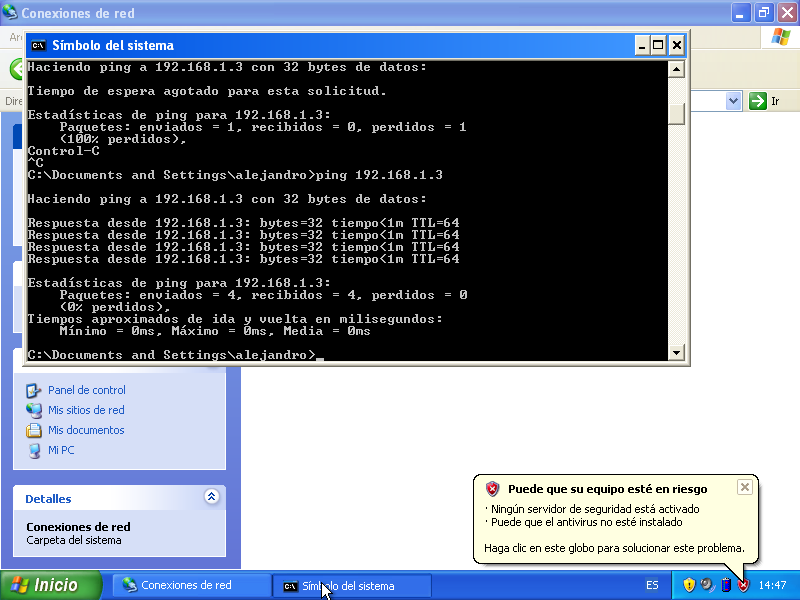 Conexiones de red
Símbolo del sistema
Haciendo ping a 192.168.1.3 con 32 bytes de datos:
Tiempo de espera agotado para esta solicitud.
Estadísticas de ping para 192.168.1.3:
Paquetes: enviados = 1, recibidos = 0, perdidos = 1
(100% perdidos),
Control-C
^C
C:\Documents and Settings\alejandro>ping 192.168.1.3
Haciendo ping a 192.168.1.3 con 32 bytes de datos:
Respuesta desde 192.168.1.3: bytes=32 tiempo<1m TTL=64
Respuesta desde 192.168.1.3: bytes=32 tiempo<1m TTL=64
Respuesta desde 192.168.1.3: bytes=32 tiempo<1m TTL=64
Respuesta desde 192.168.1.3: bytes=32 tiempo<1m TTL=64
Estadísticas de ping para 192.168.1.3:
Paquetes: enviados = 4, recibidos = 4, perdidos = 0
(0% perdidos),
Tiempos aproximados de ida y vuelta en milisegundos:
Mínimo = 0ms, Máximo = 0ms, Media = 0ms
C:\Documents and Settings\alejandro>_
Ir
Panel de control
Mis sitios de red
Mis documentos
Mi PC
Detalles
Conexiones de red
Carpeta del sistema
Puede que su equipo esté en riesgo
· Ningún servidor de seguridad está activado
· Puede que el antivirus no esté instalado
Haga clic en este globo para solucionar este problema.
Inicio
Conexiones de red
Símbolo del sistema
ES
14:47